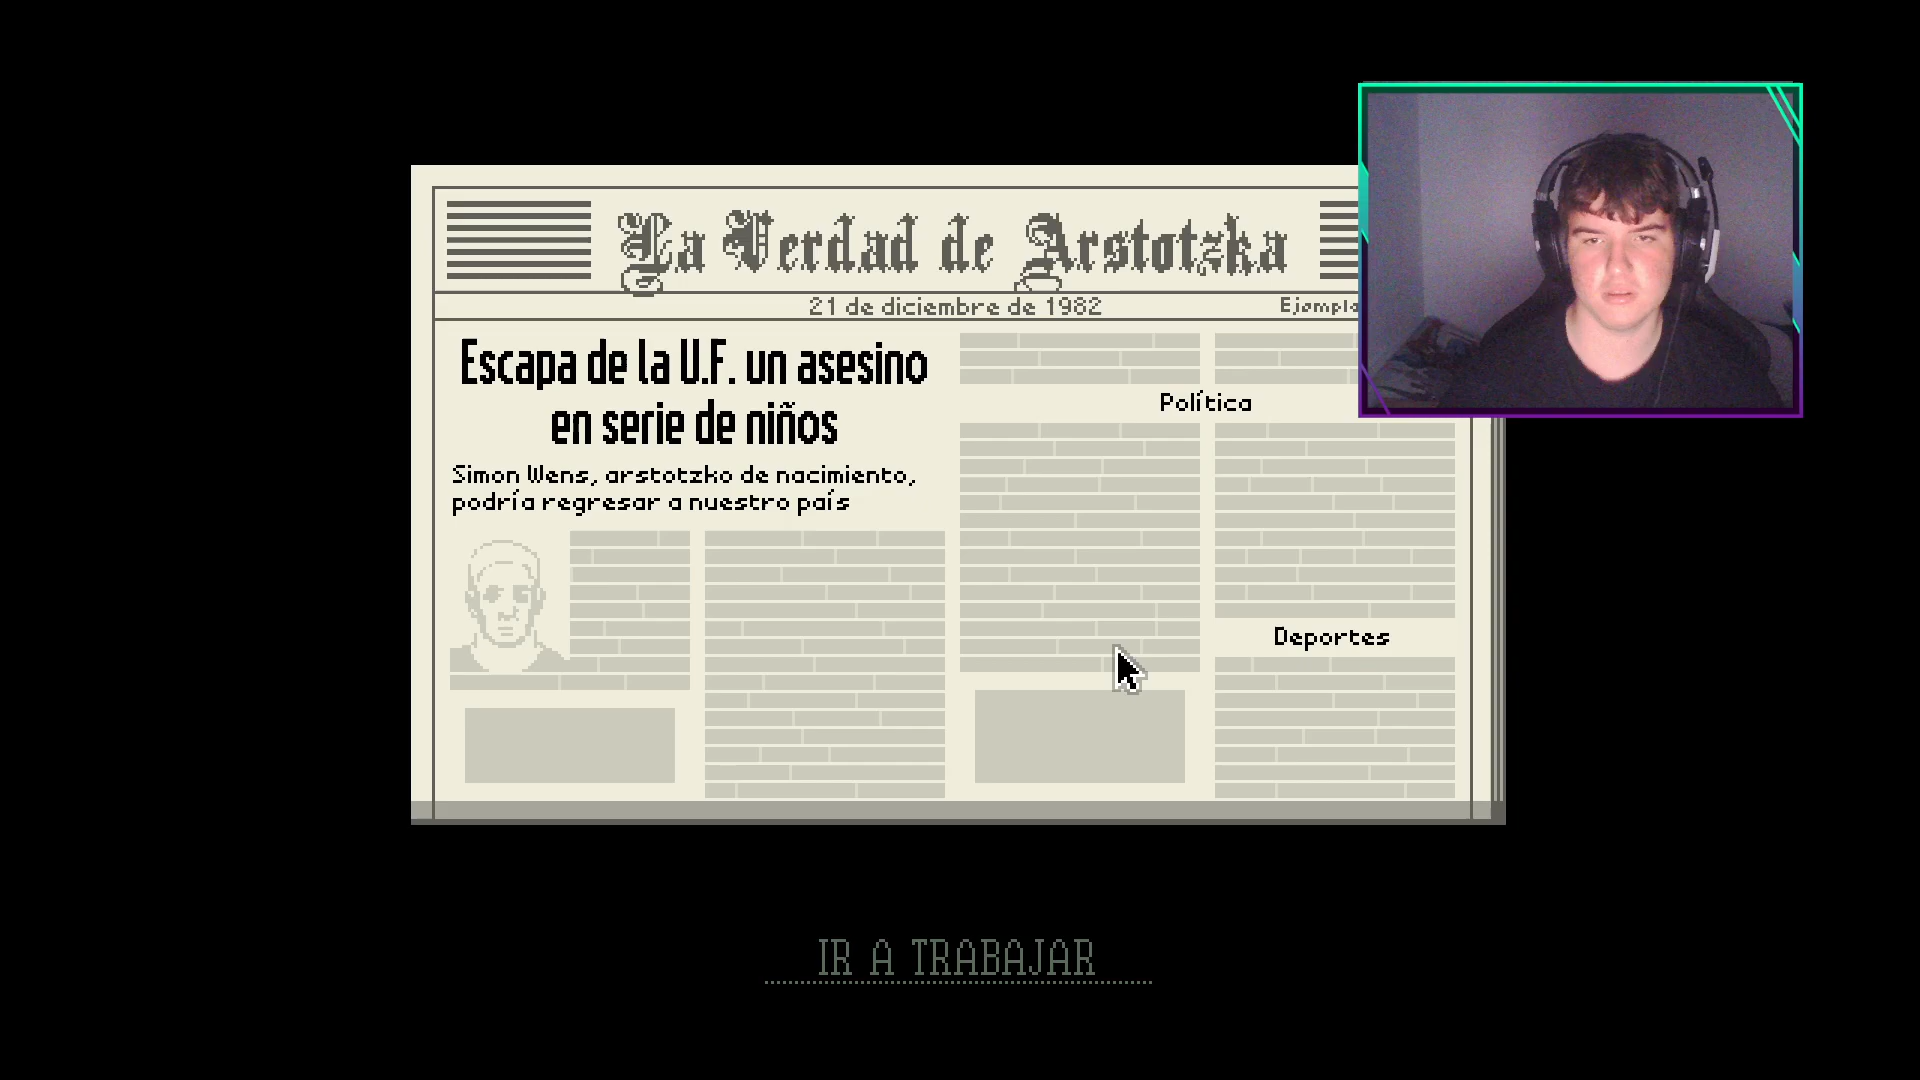 La Verdad de Arstotzka
21 de diciembre de 1982
Escapa de la U.F. un asesino
en serie de niños
Simon Wens, arstotzko de nacimiento,
podría regresar a nuestro país
Política
Deportes
IR A TRABAJAR